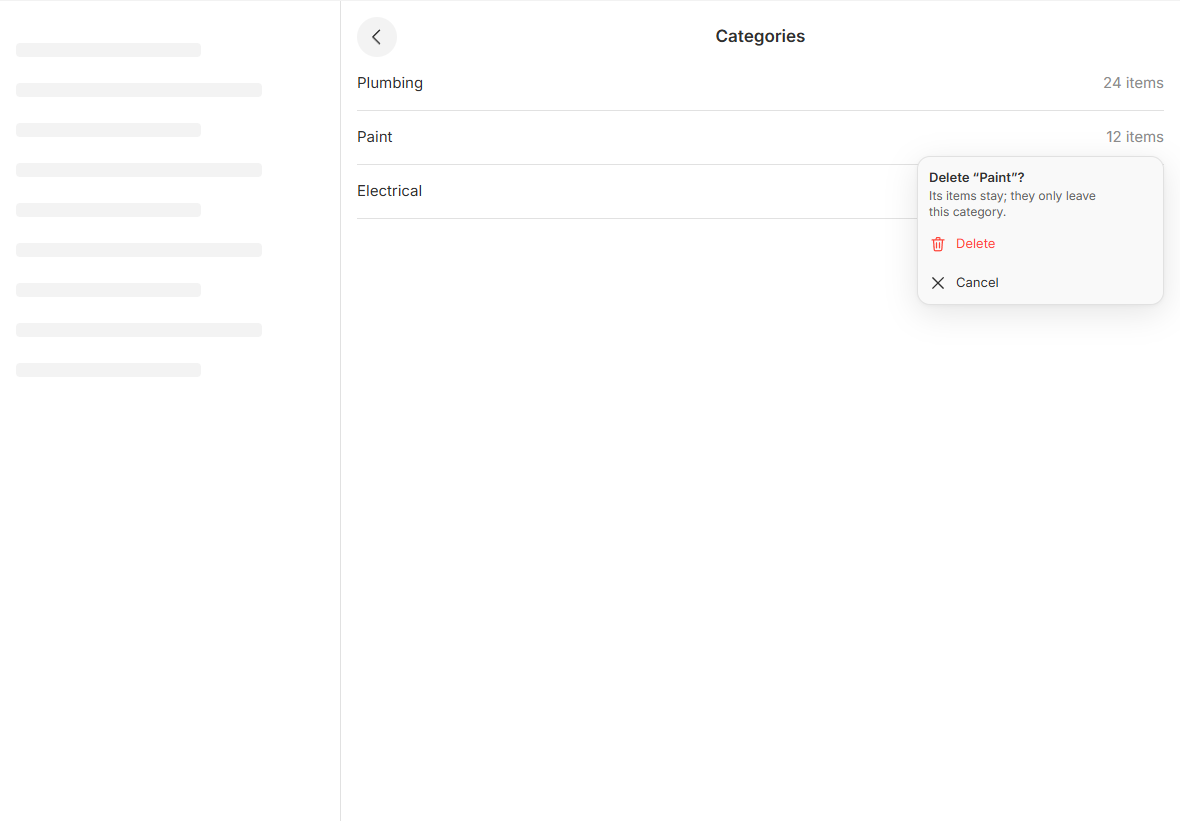 Categories
Plumbing 24 items
Paint 12 items
Electrical
Delete “Paint”?
Its items stay; they only leave
this category.
Delete
Cancel